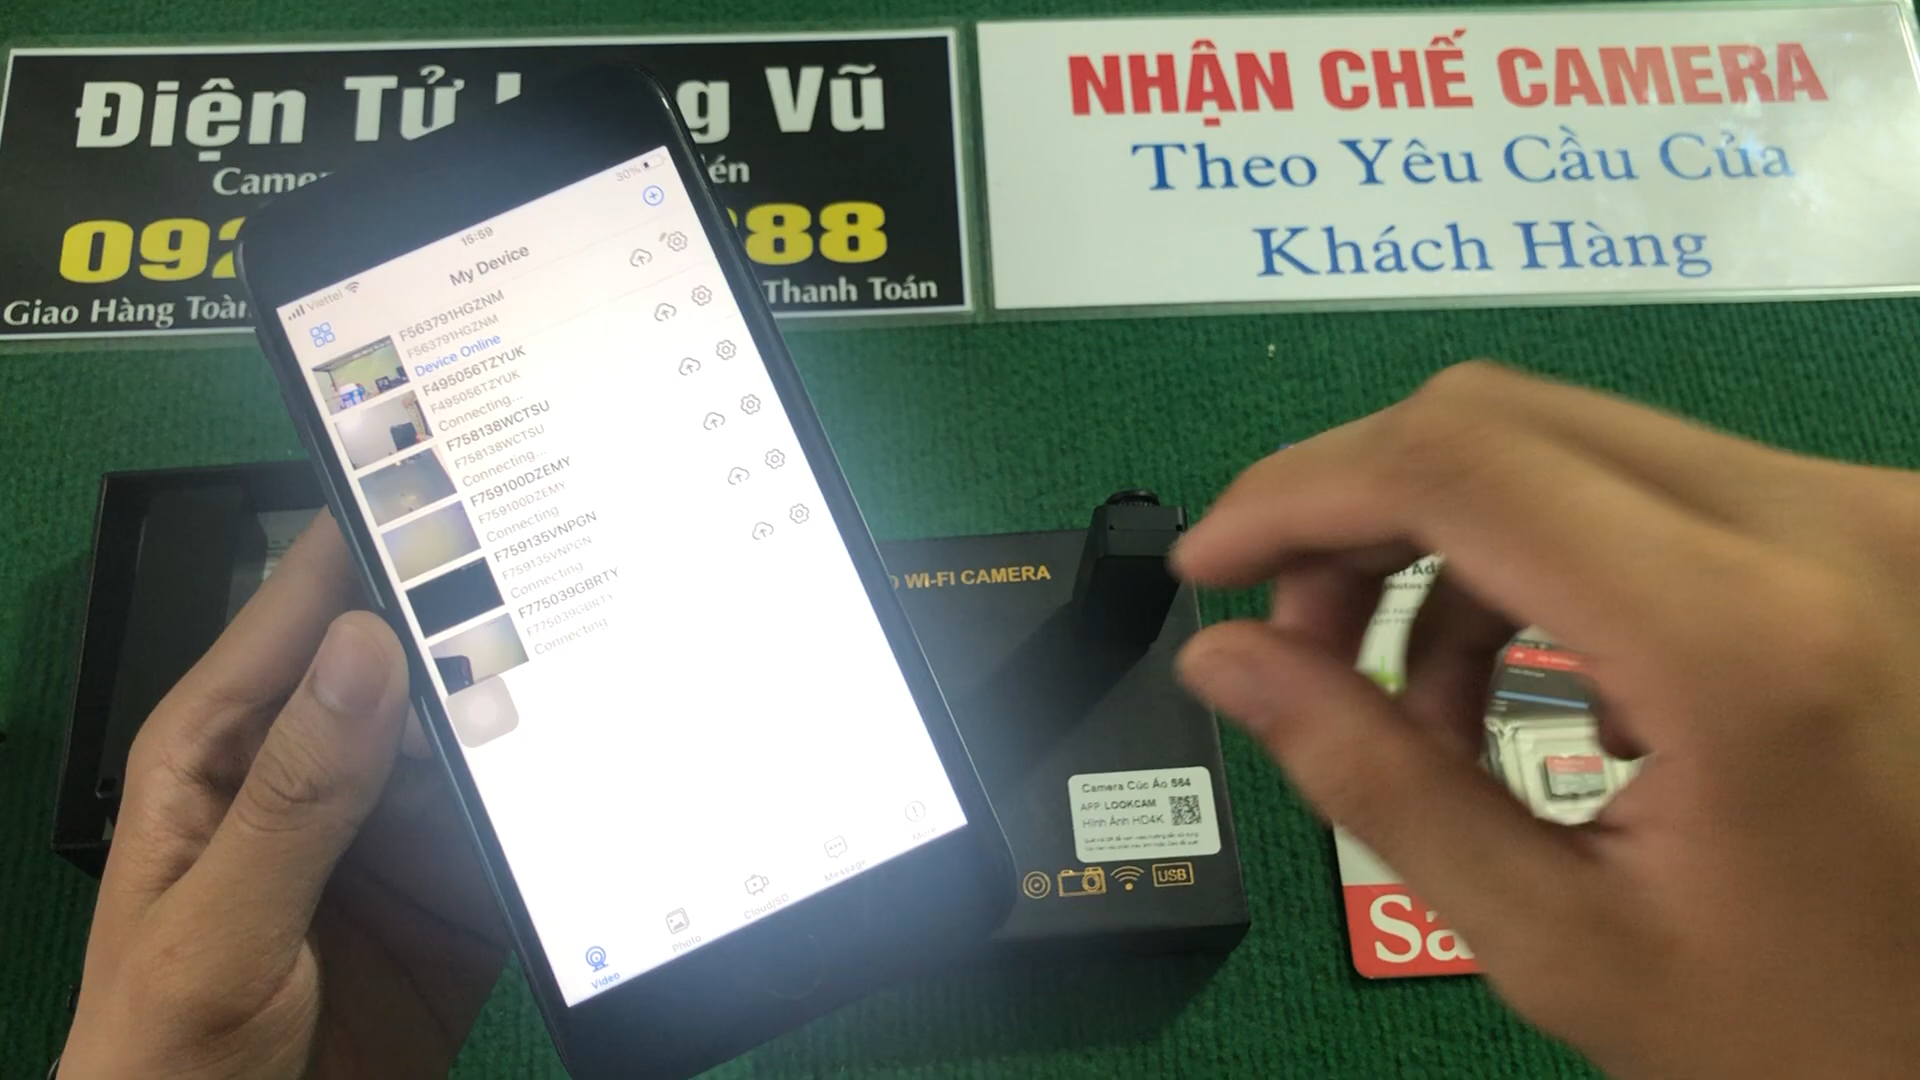 Điện Tử
g Vũ
Came
én
092
88
Giao Hàng Toàn
Thanh Toán
NHẬN CHẾ CAMERA
Theo Yêu Cầu Của
Khách Hàng
Viettel
15:59
30%
My Device
F563791HGZNM
F563791HGZNM
Device Online
F495056TZYUK
F495056TZYUK
Connecting...
F758138WCTSU
F758138WCTSU
Connecting...
F759100DZEMY
F759100DZEMY
Connecting
F759135VNPGN
F759135VNPGN
Connecting
F775039GBRTY
F775039GBRTY
Connecting
Video
Photo
Cloud/SD
Message
More
WI-FI CAMERA
Camera Cúc Áo S64
APP LOOKCAM
Hình Ảnh HD4K
USB
Sa